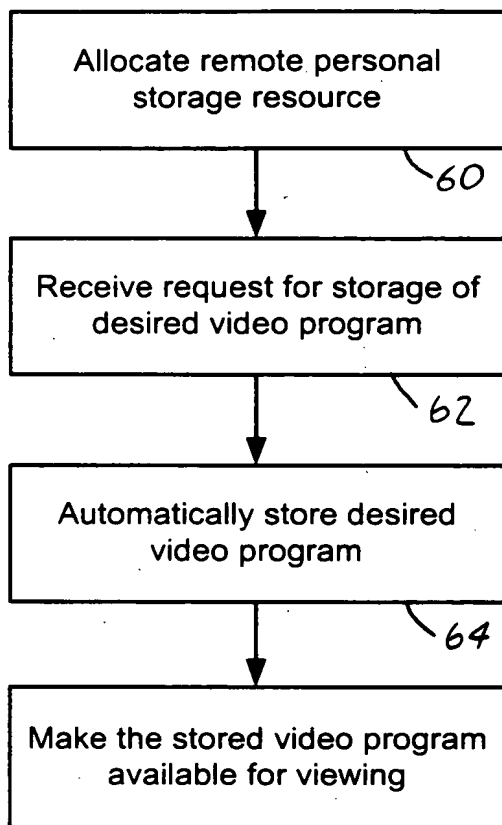 Allocate remote personal
storage resource
60
Receive request for storage of
desired video program
62
Automatically store desired
video program
64
Make the stored video program
available for viewing